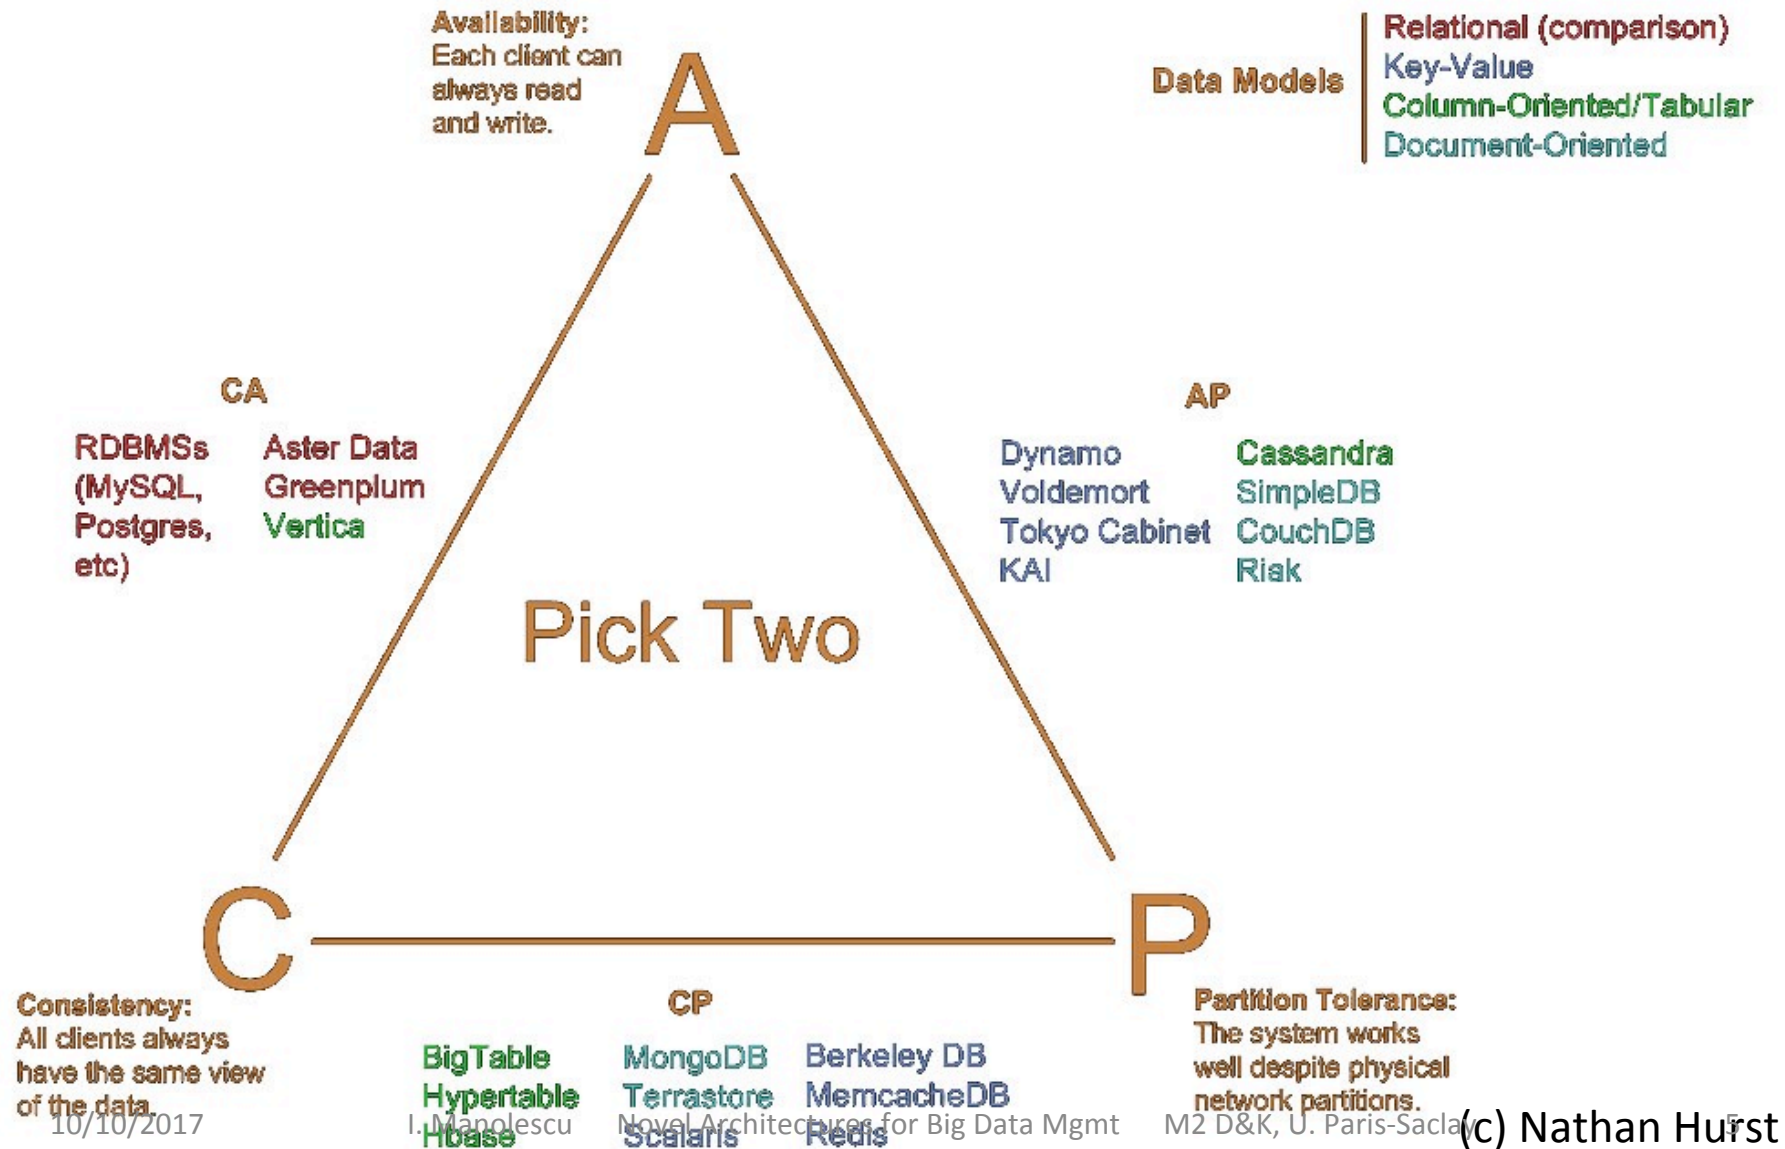 Availability:
Each client can
always read
and write.
A
Data Models
Relational (comparison)
Key-Value
Column-Oriented/Tabular
Document-Oriented
CA
RDBMSs
(MySQL,
Postgres,
etc)
Aster Data
Greenplum
Vertica
AP
Dynamo
Voldemort
Tokyo Cabinet
KAI
Cassandra
SimpleDB
CouchDB
Riak
Pick Two
C
P
Consistency:
All clients always
have the same view
of the data.
CP
BigTable
Hypertable
Hbase
MongoDB
Terrastore
Scalaris
Berkeley DB
MemcacheDB
Redis
Partition Tolerance:
The system works
well despite physical
network partitions.
10/10/2017
I. Manolescu Novel Architectures for Big Data Mgmt M2 D&K, U. Paris-Saclay
5
(c) Nathan Hurst